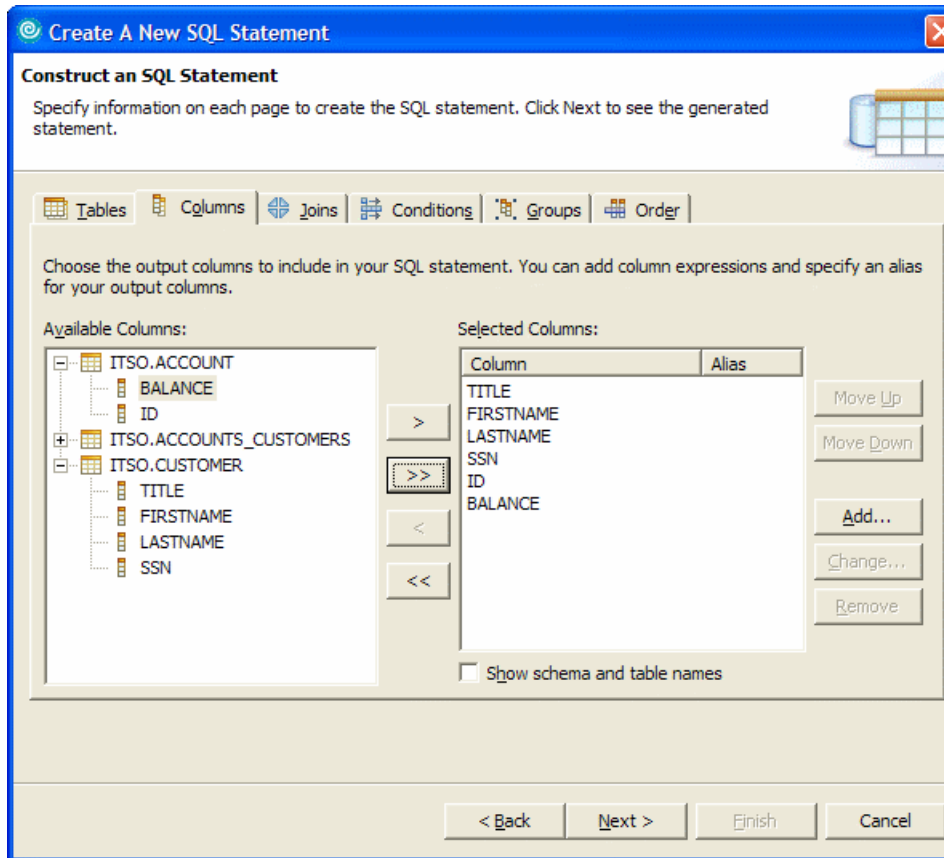 Create A New SQL Statement
Construct an SQL Statement
Specify information on each page to create the SQL statement. Click Next to see the generated
statement.
Tables Columns Joins Conditions Groups Order
Choose the output columns to include in your SQL statement. You can add column expressions and specify an alias
for your output columns.
Available Columns:
ITSO.ACCOUNT
BALANCE
ID
ITSO.ACCOUNTS_CUSTOMERS
ITSO.CUSTOMER
TITLE
FIRSTNAME
LASTNAME
SSN
>
>>
<
<<
Selected Columns:
Column Alias
TITLE
FIRSTNAME
LASTNAME
SSN
ID
BALANCE
Show schema and table names
Move Up
Move Down
Add...
Change...
Remove
< Back Next > Finish Cancel